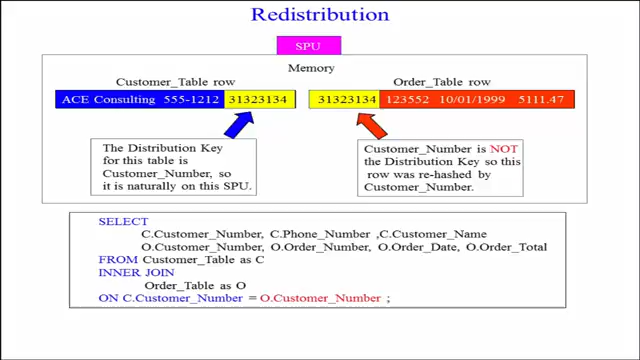 Redistribution
SPU
Memory
Customer_Table row
Order_Table row
ACE Consulting 555-1212 31323134
31323134 123552 10/01/1999 5111.47
The Distribution Key
for this table is
Customer_Number, so
it is naturally on this SPU.
Customer_Number is NOT
the Distribution Key so this
row was re-hashed by
Customer_Number.
SELECT
C.Customer_Number, C.Phone_Number ,C.Customer_Name
O.Customer_Number, O.Order_Number, O.Order_Date, O.Order_Total
FROM Customer_Table as C
INNER JOIN
Order_Table as O
ON C.Customer_Number = O.Customer_Number ;